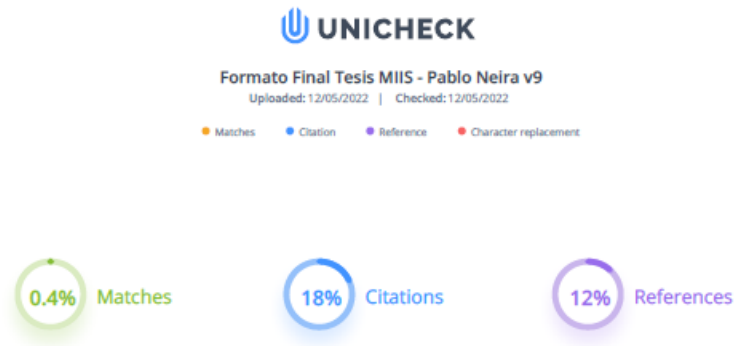 UNICHECK
Formato Final Tesis MIIS - Pablo Neira v9
Uploaded: 12/05/2022 | Checked: 12/05/2022
Matches Citation Reference Character replacement
0.4% Matches 18% Citations 12% References